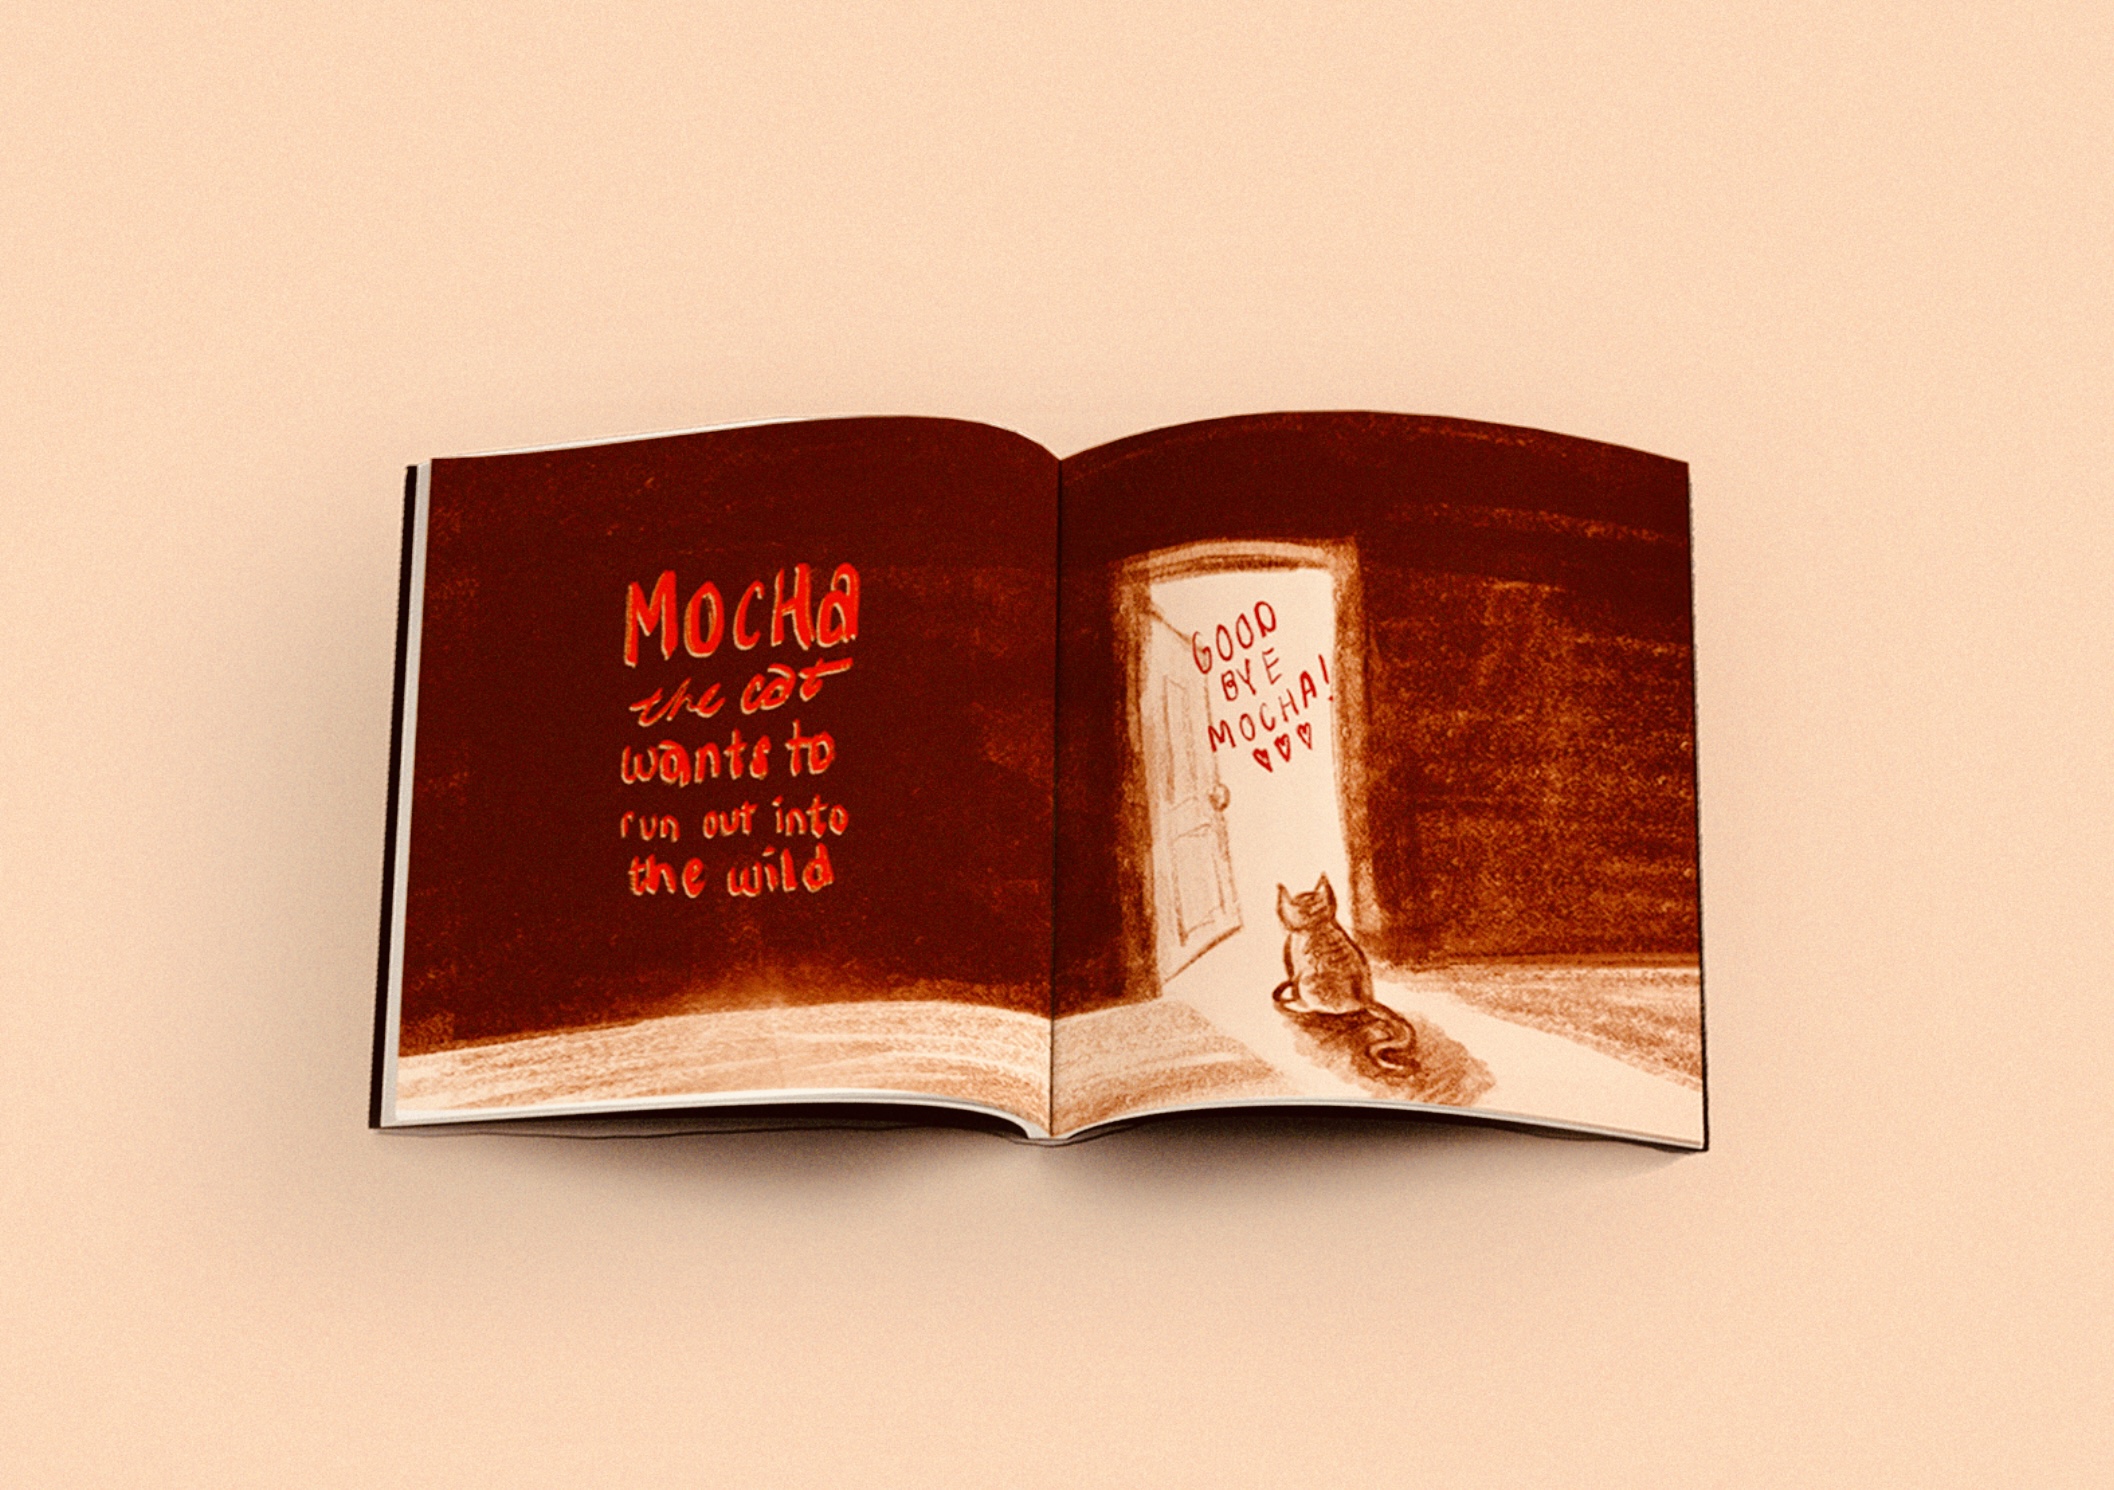 MocHa
the cat
wants to
run out into
the wild
GOOD
BYE
MOCHA!